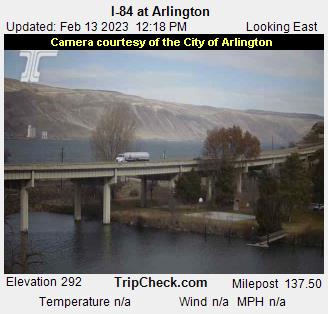 I-84 at Arlington
Updated: Feb 13 2023 12:18 PM Looking East
Camera courtesy of the City of Arlington
Elevation 292 TripCheck.com Milepost 137.50
Temperature n/a Wind n/a MPH n/a